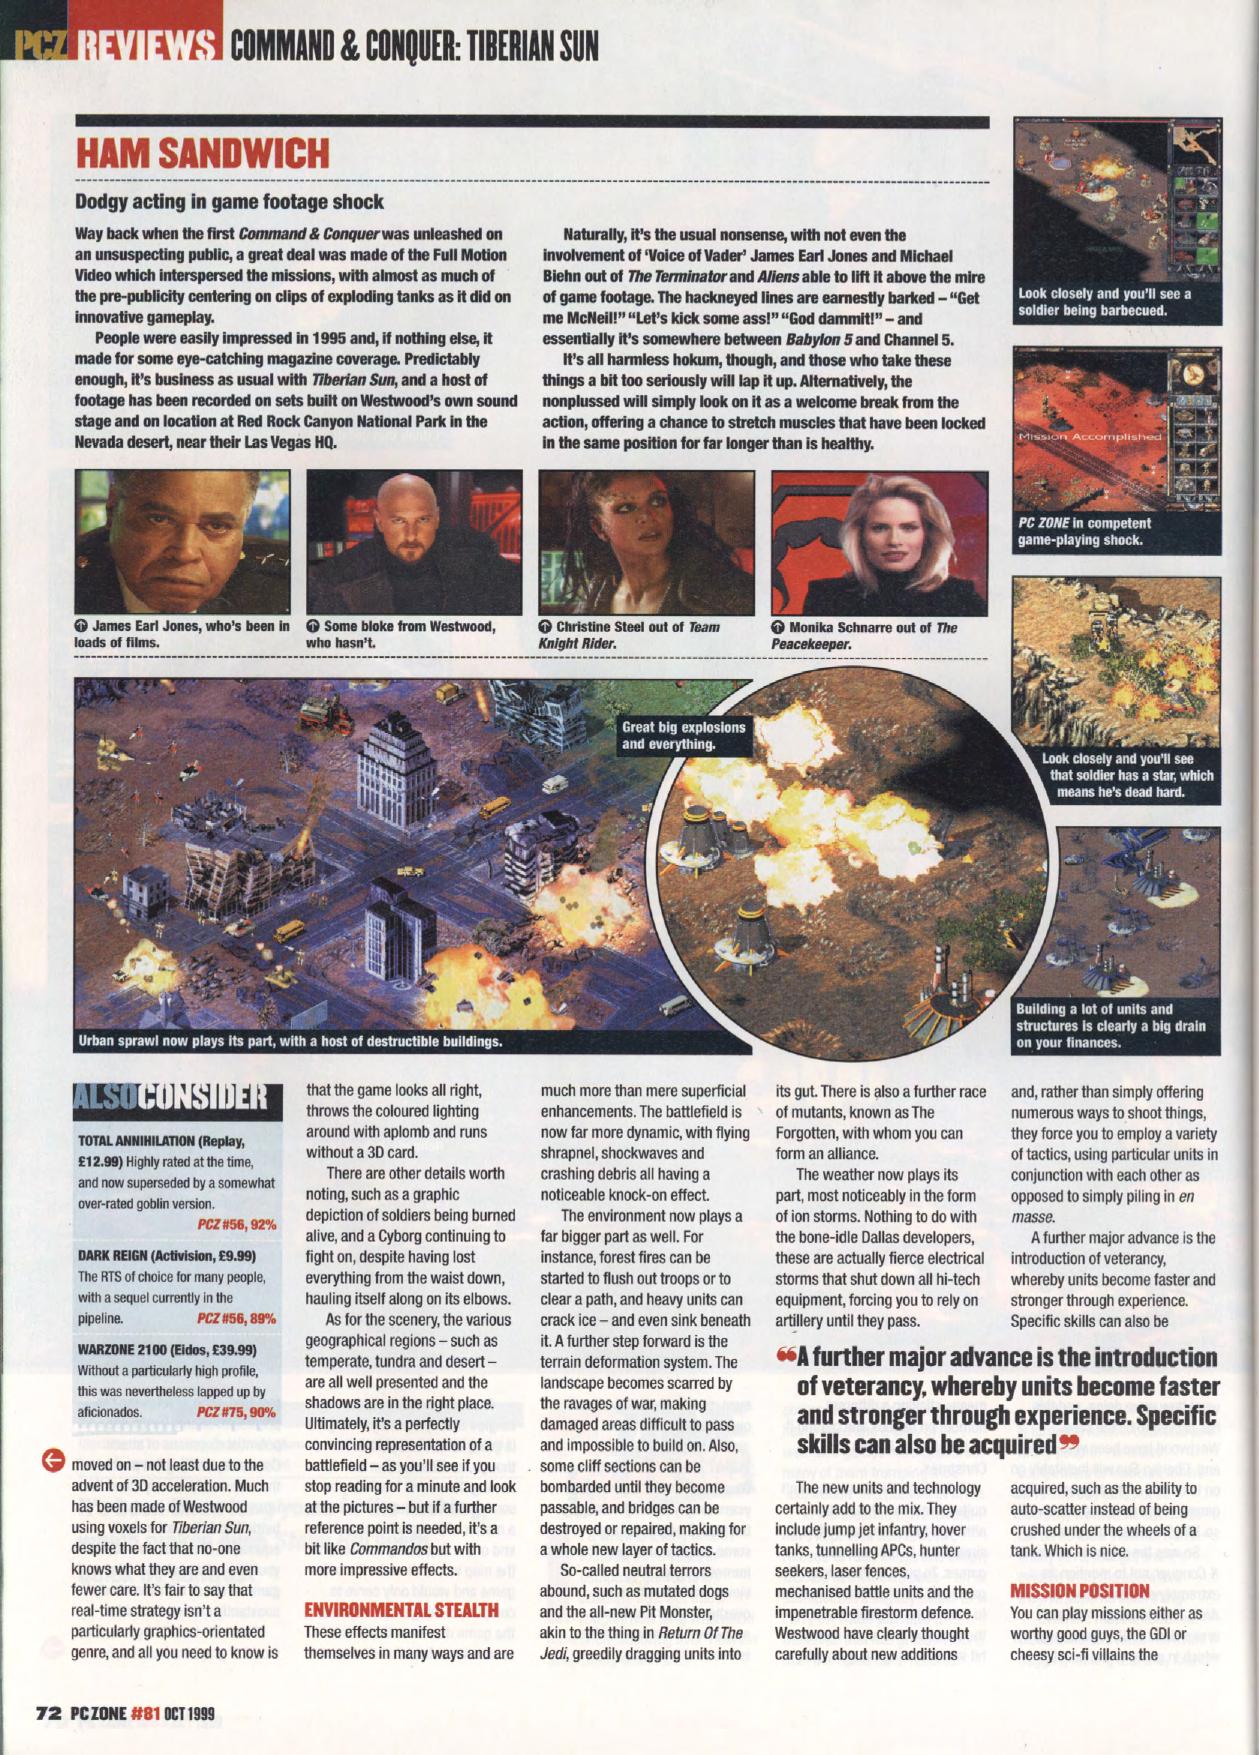 PCZ REVIEWS COMMAND & CONQUER: TIBERIAN SUN
HAM SANDWICH
Dodgy acting in game footage shock
Way back when the first Command & Conquer was unleashed on
an unsuspecting public, a great deal was made of the Full Motion
Video which interspersed the missions, with almost as much of
the pre-publicity centering on clips of exploding tanks as it did on
innovative gameplay.
People were easily impressed in 1995 and, if nothing else, it
made for some eye-catching magazine coverage. Predictably
enough, it's business as usual with Tiberian Sun, and a host of
footage has been recorded on sets built on Westwood's own sound
stage and on location at Red Rock Canyon National Park in the
Nevada desert, near their Las Vegas HQ.
Naturally, it's the usual nonsense, with not even the
involvement of 'Voice of Vader' James Earl Jones and Michael
Biehn out of The Terminator and Aliens able to lift it above the mire
of game footage. The hackneyed lines are earnestly barked – "Get
me McNeil!" "Let's kick some ass!" "God dammit!" – and
essentially it's somewhere between Babylon 5 and Channel 5.
It's all harmless hokum, though, and those who take these
things a bit too seriously will lap it up. Alternatively, the
nonplussed will simply look on it as a welcome break from the
action, offering a chance to stretch muscles that have been locked
in the same position for far longer than is healthy.
James Earl Jones, who's been in
loads of films.
Some bloke from Westwood,
who hasn't.
Christine Steel out of Team
Knight Rider.
Monika Schnarre out of The
Peacekeeper.
Look closely and you'll see a
soldier being barbecued.
Mission Accomplished
PC ZONE in competent
game-playing shock.
Look closely and you'll see
that soldier has a star, which
means he's dead hard.
Great big explosions
and everything.
Urban sprawl now plays its part, with a host of destructible buildings.
Building a lot of units and
structures is clearly a big drain
on your finances.
ALSO CONSIDER
TOTAL ANNIHILATION (Replay,
£12.99) Highly rated at the time,
and now superseded by a somewhat
over-rated goblin version.
PCZ #56, 92%
DARK REIGN (Activision, £9.99)
The RTS of choice for many people,
with a sequel currently in the
pipeline. PCZ #56, 89%
WARZONE 2100 (Eidos, £39.99)
Without a particularly high profile,
this was nevertheless lapped up by
aficionados. PCZ #75, 90%
moved on – not least due to the
advent of 3D acceleration. Much
has been made of Westwood
using voxels for Tiberian Sun,
despite the fact that no-one
knows what they are and even
fewer care. It's fair to say that
real-time strategy isn't a
particularly graphics-orientated
genre, and all you need to know is
that the game looks all right,
throws the coloured lighting
around with aplomb and runs
without a 3D card.
There are other details worth
noting, such as a graphic
depiction of soldiers being burned
alive, and a Cyborg continuing to
fight on, despite having lost
everything from the waist down,
hauling itself along on its elbows.
As for the scenery, the various
geographical regions – such as
temperate, tundra and desert –
are all well presented and the
shadows are in the right place.
Ultimately, it's a perfectly
convincing representation of a
battlefield – as you'll see if you
stop reading for a minute and look
at the pictures – but if a further
reference point is needed, it's a
bit like Commandos but with
more impressive effects.
ENVIRONMENTAL STEALTH
These effects manifest
themselves in many ways and are
much more than mere superficial
enhancements. The battlefield is
now far more dynamic, with flying
shrapnel, shockwaves and
crashing debris all having a
noticeable knock-on effect.
The environment now plays a
far bigger part as well. For
instance, forest fires can be
started to flush out troops or to
clear a path, and heavy units can
crack ice – and even sink beneath
it. A further step forward is the
terrain deformation system. The
landscape becomes scarred by
the ravages of war, making
damaged areas difficult to pass
and impossible to build on. Also,
some cliff sections can be
bombarded until they become
passable, and bridges can be
destroyed or repaired, making for
a whole new layer of tactics.
So-called neutral terrors
abound, such as mutated dogs
and the all-new Pit Monster,
akin to the thing in Return Of The
Jedi, greedily dragging units into
its gut. There is also a further race
of mutants, known as The
Forgotten, with whom you can
form an alliance.
The weather now plays its
part, most noticeably in the form
of ion storms. Nothing to do with
the bone-idle Dallas developers,
these are actually fierce electrical
storms that shut down all hi-tech
equipment, forcing you to rely on
artillery until they pass.
"A further major advance is the introduction
of veterancy, whereby units become faster
and stronger through experience. Specific
skills can also be acquired"
The new units and technology
certainly add to the mix. They
include jump jet infantry, hover
tanks, tunnelling APCs, hunter
seekers, laser fences,
mechanised battle units and the
impenetrable firestorm defence.
Westwood have clearly thought
carefully about new additions
and, rather than simply offering
numerous ways to shoot things,
they force you to employ a variety
of tactics, using particular units in
conjunction with each other as
opposed to simply piling in en
masse.
A further major advance is the
introduction of veterancy,
whereby units become faster and
stronger through experience.
Specific skills can also be
acquired, such as the ability to
auto-scatter instead of being
crushed under the wheels of a
tank. Which is nice.
MISSION POSITION
You can play missions either as
worthy good guys, the GDI or
cheesy sci-fi villains the
72 PC ZONE #81 OCT 1999